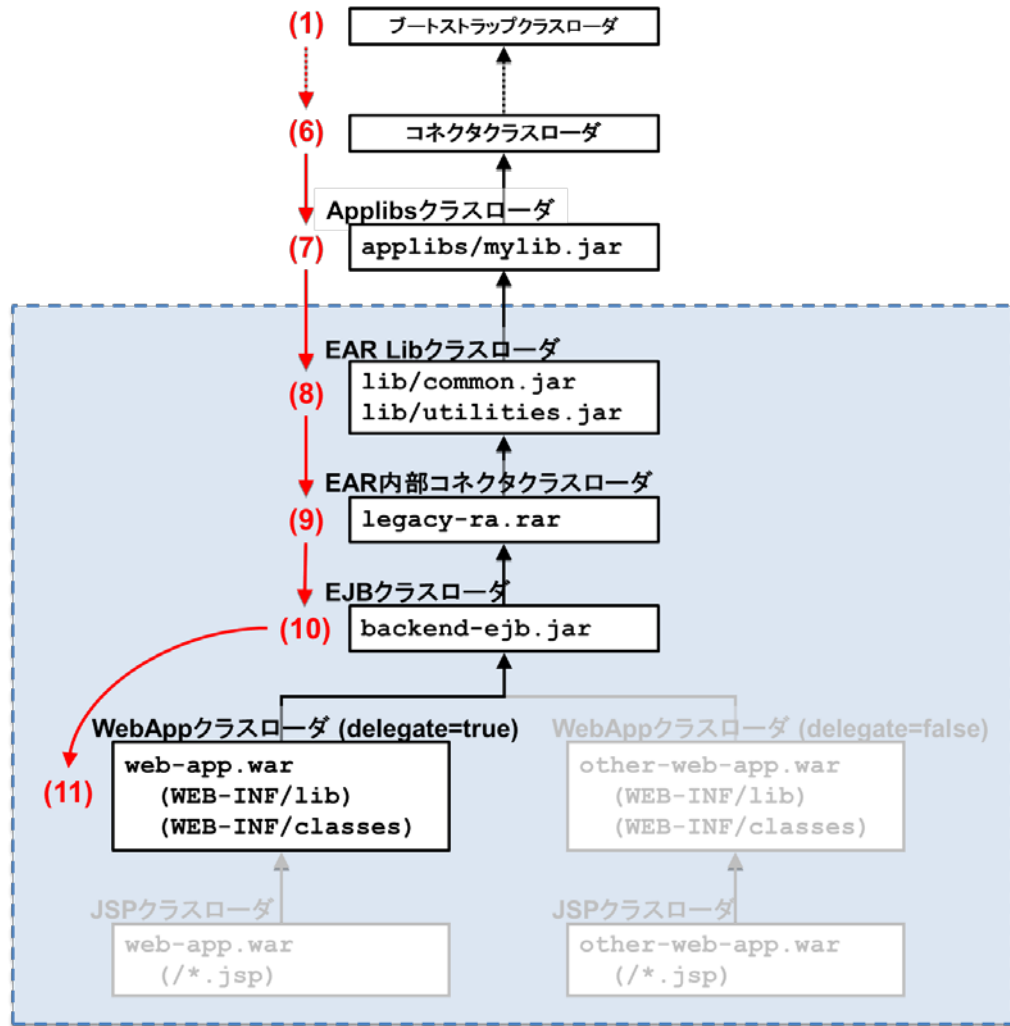 (1)
ブートストラップクラスローダ
(6)
コネクタクラスローダ
Applibsクラスローダ
(7)
applibs/mylib.jar
EAR Libクラスローダ
(8)
lib/common.jar
lib/utilities.jar
EAR内部コネクタクラスローダ
(9)
legacy-ra.rar
EJBクラスローダ
(10)
backend-ejb.jar
WebAppクラスローダ (delegate=true)
(11)
web-app.war
(WEB-INF/lib)
(WEB-INF/classes)
WebAppクラスローダ (delegate=false)
other-web-app.war
(WEB-INF/lib)
(WEB-INF/classes)
JSPクラスローダ
web-app.war
(/*.jsp)
JSPクラスローダ
other-web-app.war
(/*.jsp)